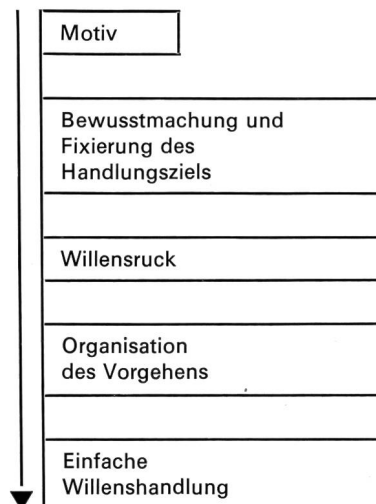 Motiv
Bewusstmachung und
Fixierung des
Handlungsziels
Willensruck
Organisation
des Vorgehens
Einfache
Willenshandlung